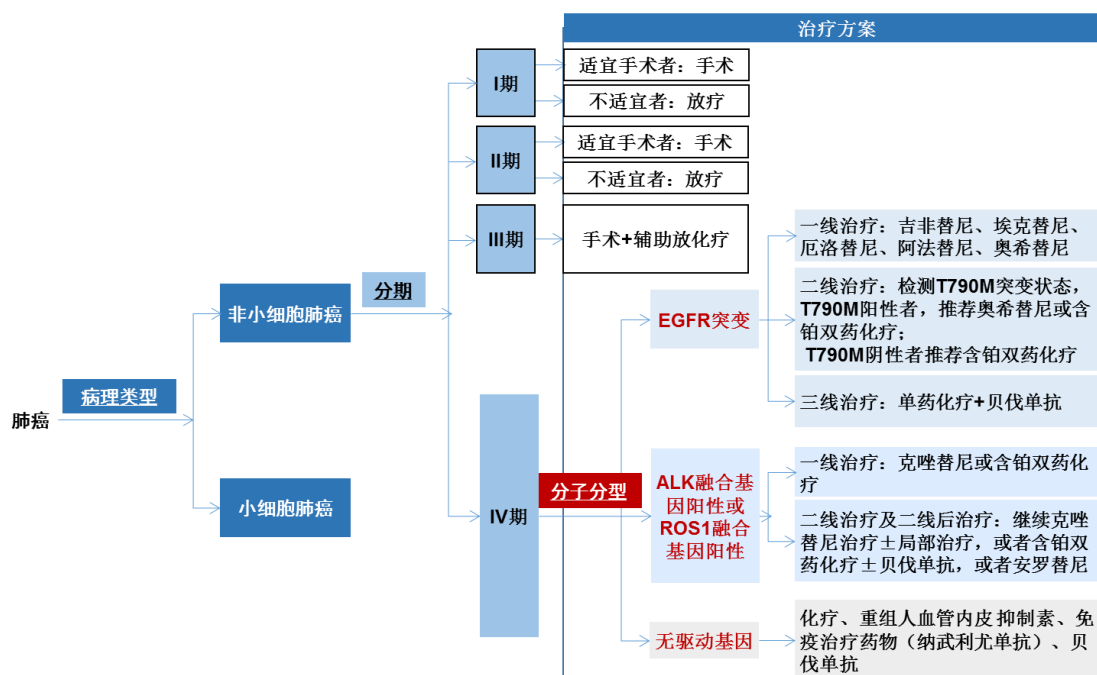 治疗方案
I期
适宜手术者：手术
不适宜者：放疗
II期
适宜手术者：手术
不适宜者：放疗
III期
手术+辅助放化疗
肺癌
病理类型
非小细胞肺癌
小细胞肺癌
分期
IV期
分子分型
EGFR突变
一线治疗：吉非替尼、埃克替尼、
厄洛替尼、阿法替尼、奥希替尼
二线治疗：检测T790M突变状态，
T790M阳性者，推荐奥希替尼或含
铂双药化疗；
T790M阴性者推荐含铂双药化疗
三线治疗：单药化疗+贝伐单抗
ALK融合基
因阳性或
ROS1融合
基因阳性
一线治疗：克唑替尼或含铂双药化
疗
二线治疗及二线后治疗：继续克唑
替尼治疗±局部治疗，或者含铂双
药化疗±贝伐单抗，或者安罗替尼
无驱动基因
化疗、重组人血管内皮抑制素、免
疫治疗药物（纳武利尤单抗）、贝
伐单抗